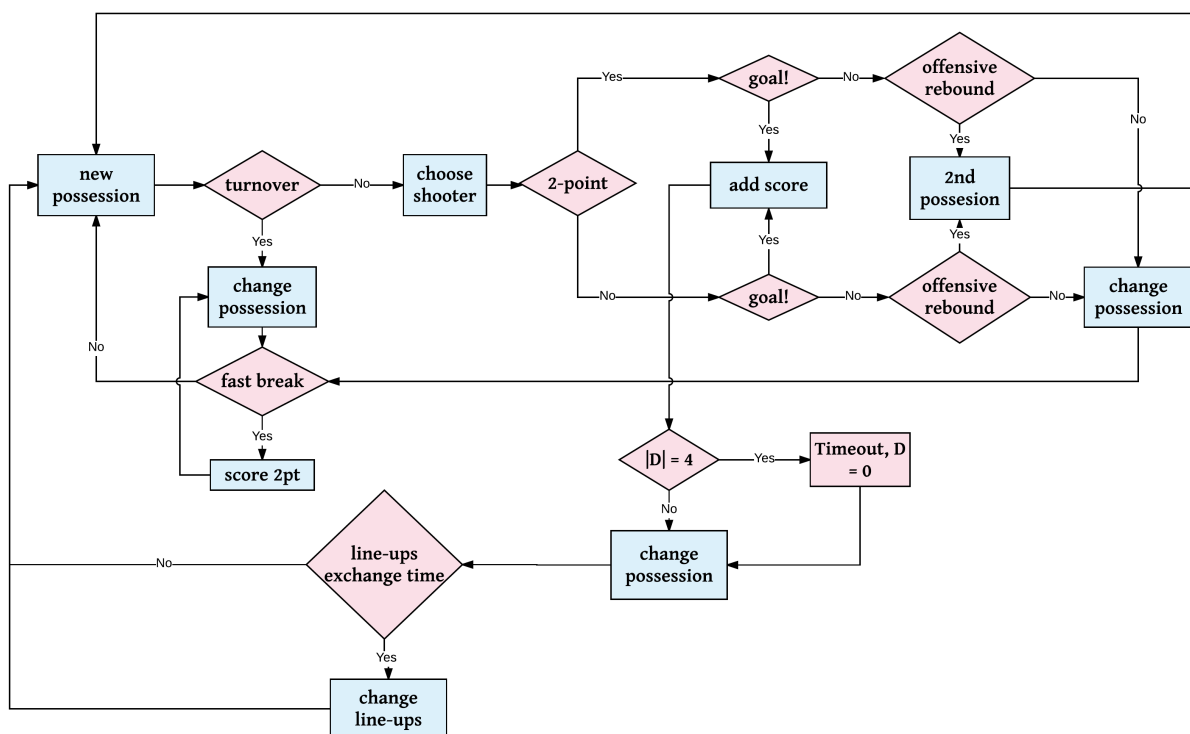 new
possession
turnover
No
choose
shooter
2-point
Yes
goal!
No
offensive
rebound
No
Yes
Yes
add score
2nd
possesion
Yes
Yes
No
goal!
No
offensive
rebound
No
change
possession
Yes
change
possession
No
fast break
Yes
score 2pt
|D| = 4
Yes
Timeout, D
= 0
No
change
possession
line-ups
exchange time
No
Yes
change
line-ups